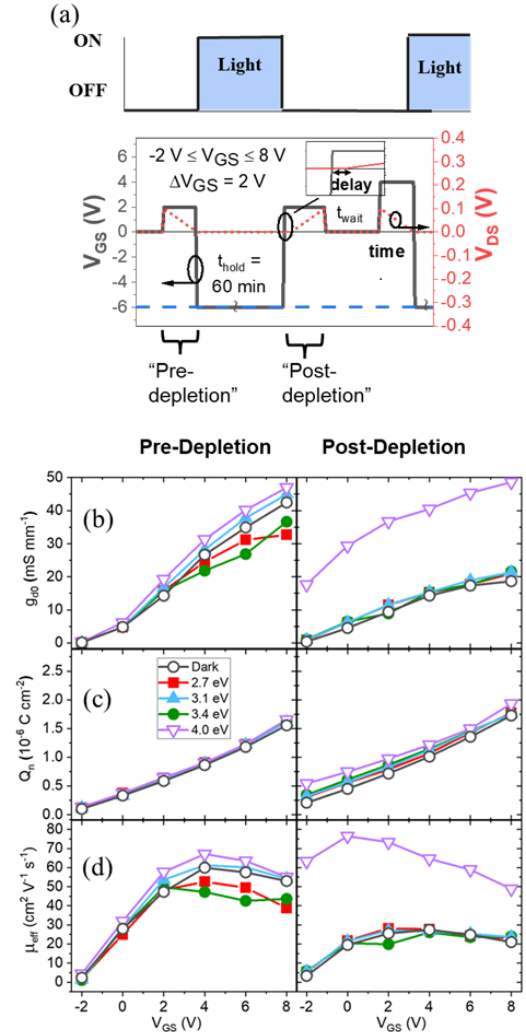 (a)
ON
OFF
Light
Light
-2 V ≤ VGS ≤ 8 V
ΔVGS = 2 V
delay
twait
time
thold =
60 min
VGS (V)
6
4
2
0
-2
-4
-6
0.4
0.3
0.2
0.1
0.0
-0.1
-0.2
-0.3
-0.4
VDS (V)
“Pre-
depletion”
“Post-
depletion”
Pre-Depletion
Post-Depletion
(b)
gd0 (mS mm-1)
50
40
30
20
10
0
(c)
Qn (10-6 C cm-2)
2.5
2.0
1.5
1.0
0.5
0.0
Dark
2.7 eV
3.1 eV
3.4 eV
4.0 eV
(d)
μeff (cm2 V-1 s-1)
80
70
60
50
40
30
20
10
0
-2 0 2 4 6 8
-2 0 2 4 6 8
VGS (V)
VGS (V)